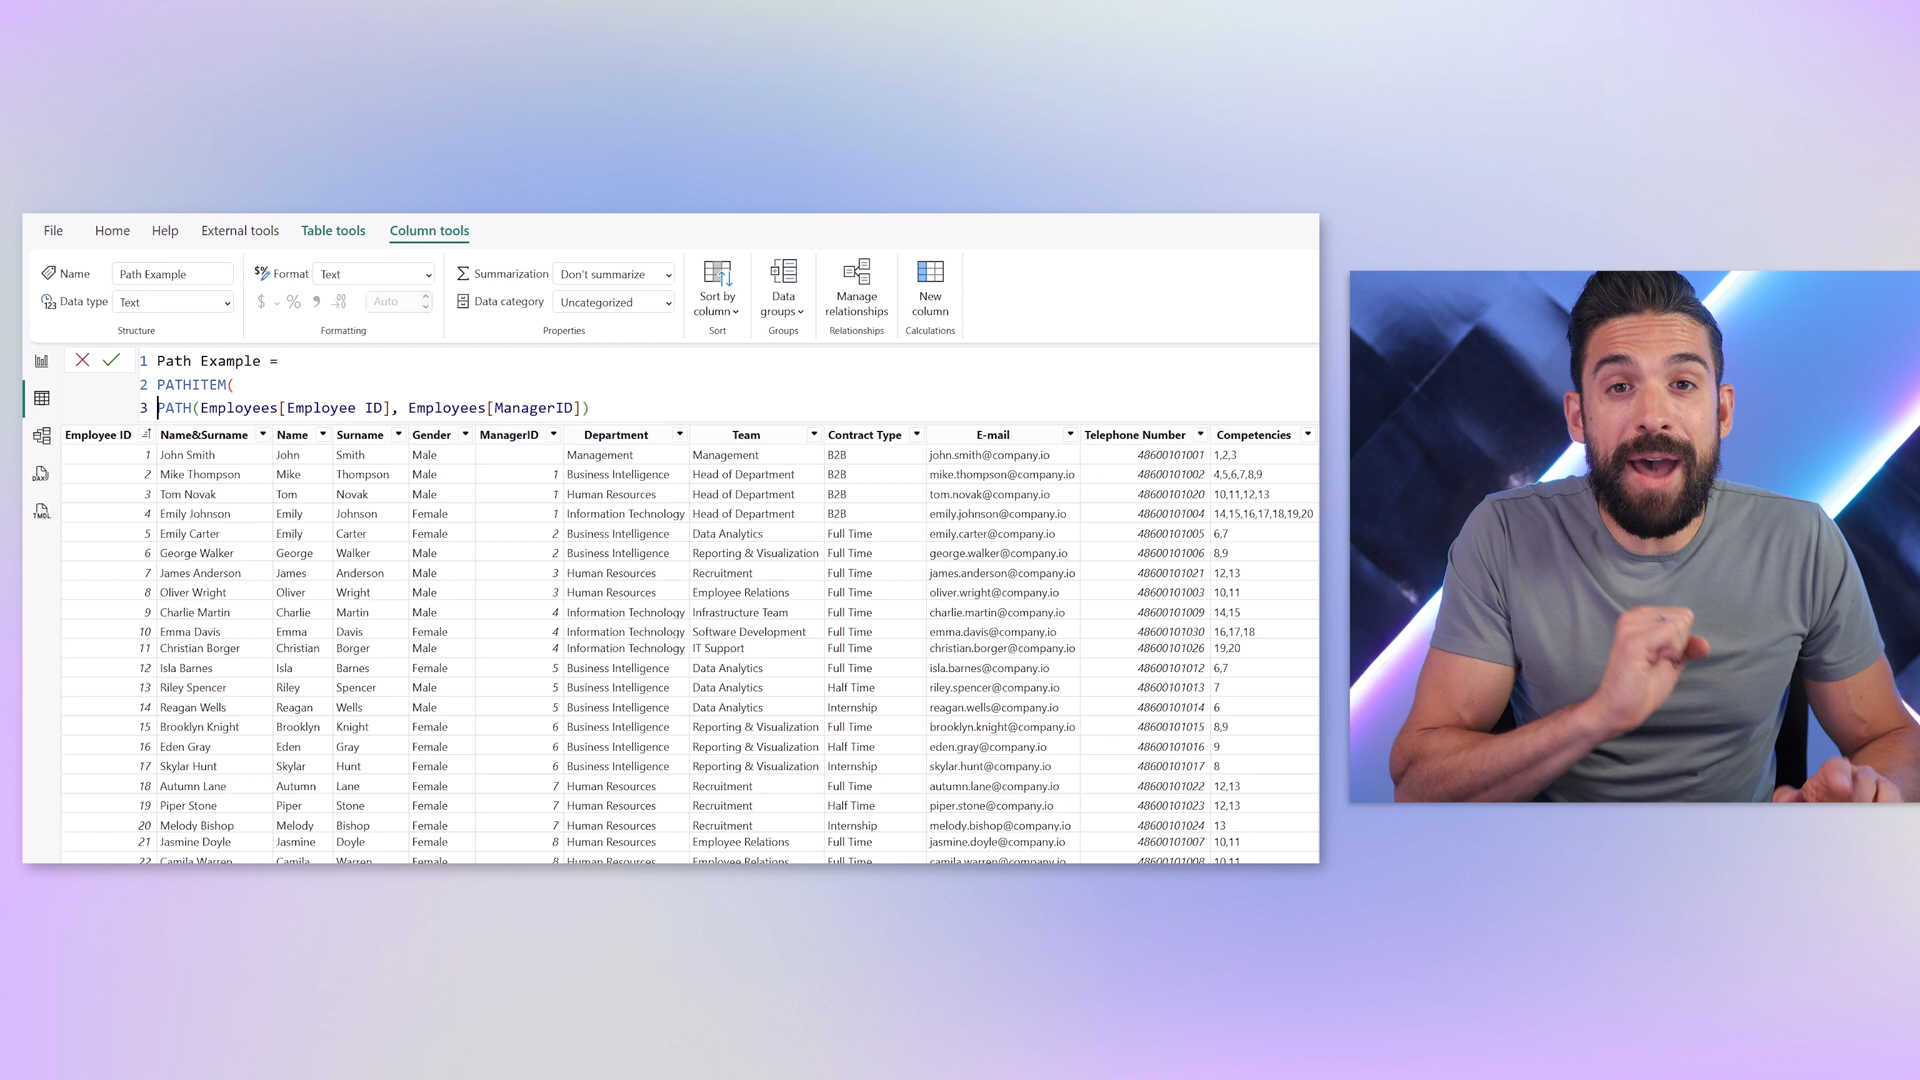 File Home Help External tools Table tools Column tools
Name Path Example
Data type Text
Structure
Format Text
$ % Auto
Formatting
Summarization Don't summarize
Data category Uncategorized
Properties
Sort by column
Sort
Data groups
Groups
Manage relationships
Relationships
New column
Calculations
1 Path Example =
2 PATHITEM(
3 PATH(Employees[Employee ID], Employees[ManagerID])
DAX
TMDL
Employee ID Name&Surname Name Surname Gender ManagerID Department Team Contract Type E-mail Telephone Number Competencies
1 John Smith John Smith Male Management Management B2B john.smith@company.io 48600101001 1,2,3
2 Mike Thompson Mike Thompson Male 1 Business Intelligence Head of Department B2B mike.thompson@company.io 48600101002 4,5,6,7,8,9
3 Tom Novak Tom Novak Male 1 Human Resources Head of Department B2B tom.novak@company.io 48600101020 10,11,12,13
4 Emily Johnson Emily Johnson Female 1 Information Technology Head of Department B2B emily.johnson@company.io 48600101004 14,15,16,17,18,19,20
5 Emily Carter Emily Carter Female 2 Business Intelligence Data Analytics Full Time emily.carter@company.io 48600101005 6,7
6 George Walker George Walker Male 2 Business Intelligence Reporting & Visualization Full Time george.walker@company.io 48600101006 8,9
7 James Anderson James Anderson Male 3 Human Resources Recruitment Full Time james.anderson@company.io 48600101021 12,13
8 Oliver Wright Oliver Wright Male 3 Human Resources Employee Relations Full Time oliver.wright@company.io 48600101003 10,11
9 Charlie Martin Charlie Martin Male 4 Information Technology Infrastructure Team Full Time charlie.martin@company.io 48600101009 14,15
10 Emma Davis Emma Davis Female 4 Information Technology Software Development Full Time emma.davis@company.io 48600101030 16,17,18
11 Christian Borger Christian Borger Male 4 Information Technology IT Support Full Time christian.borger@company.io 48600101026 19,20
12 Isla Barnes Isla Barnes Female 5 Business Intelligence Data Analytics Full Time isla.barnes@company.io 48600101012 6,7
13 Riley Spencer Riley Spencer Male 5 Business Intelligence Data Analytics Half Time riley.spencer@company.io 48600101013 7
14 Reagan Wells Reagan Wells Male 5 Business Intelligence Data Analytics Internship reagan.wells@company.io 48600101014 6
15 Brooklyn Knight Brooklyn Knight Female 6 Business Intelligence Reporting & Visualization Full Time brooklyn.knight@company.io 48600101015 8,9
16 Eden Gray Eden Gray Female 6 Business Intelligence Reporting & Visualization Half Time eden.gray@company.io 48600101016 9
17 Skylar Hunt Skylar Hunt Female 6 Business Intelligence Reporting & Visualization Internship skylar.hunt@company.io 48600101017 8
18 Autumn Lane Autumn Lane Female 7 Human Resources Recruitment Full Time autumn.lane@company.io 48600101022 12,13
19 Piper Stone Piper Stone Female 7 Human Resources Recruitment Half Time piper.stone@company.io 48600101023 12,13
20 Melody Bishop Melody Bishop Female 7 Human Resources Recruitment Internship melody.bishop@company.io 48600101024 13
21 Jasmine Doyle Jasmine Doyle Female 8 Human Resources Employee Relations Full Time jasmine.doyle@company.io 48600101007 10,11
22 Camila Warren Camila Warren Female 8 Human Resources Employee Relations Full Time camila.warren@company.io 48600101008 10,11